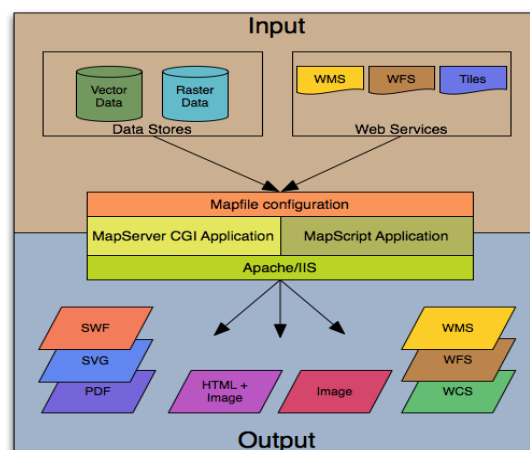 Input
Vector
Data
Raster
Data
Data Stores
WMS
WFS
Tiles
Web Services
Mapfile configuration
MapServer CGI Application
MapScript Application
Apache/IIS
SWF
SVG
PDF
HTML +
Image
Image
WMS
WFS
WCS
Output